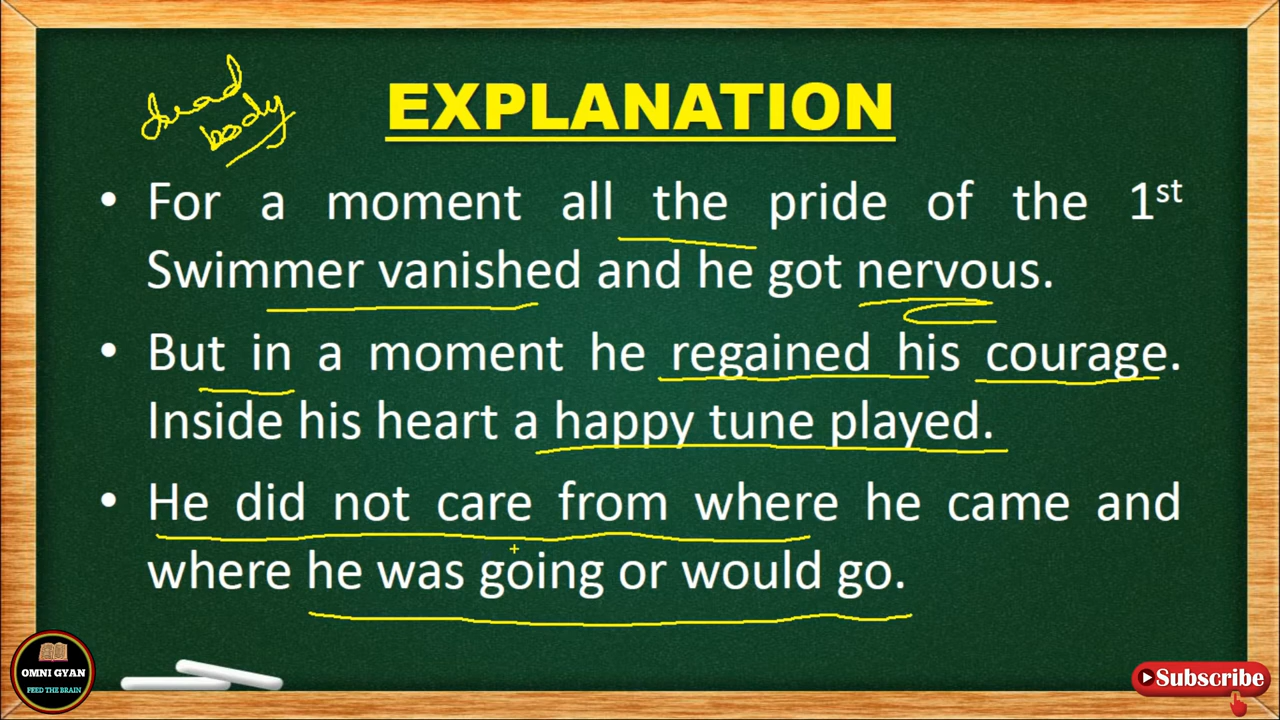 dead
body
EXPLANATION
• For a moment all the pride of the 1st
Swimmer vanished and he got nervous.
• But in a moment he regained his courage.
Inside his heart a happy tune played.
• He did not care from where he came and
where he was going or would go.
OMNI GYAN
FEED THE BRAIN
Subscribe